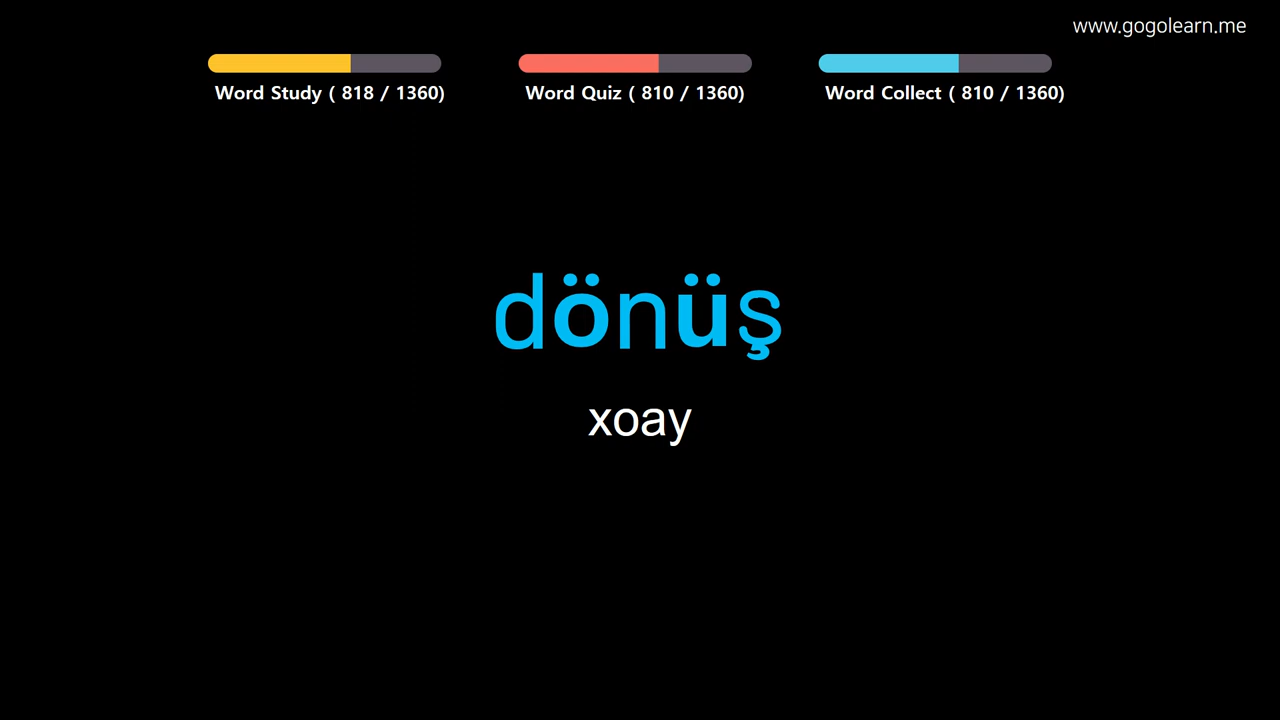 www.gogolearn.me
Word Study ( 818 / 1360)
Word Quiz ( 810 / 1360)
Word Collect ( 810 / 1360)
dönüş
xoay